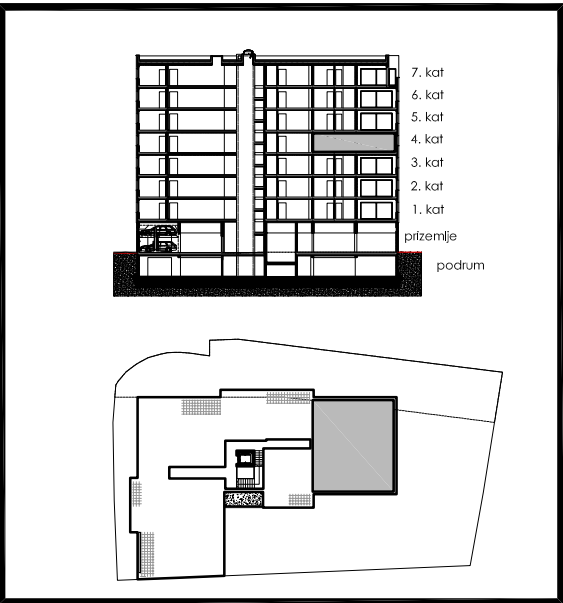 7. kat
6. kat
5. kat
4. kat
3. kat
2. kat
1. kat
prizemlje
podrum